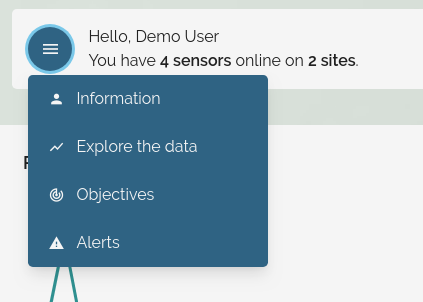 Hello, Demo User
You have 4 sensors online on 2 sites.
Information
Explore the data
Objectives
Alerts